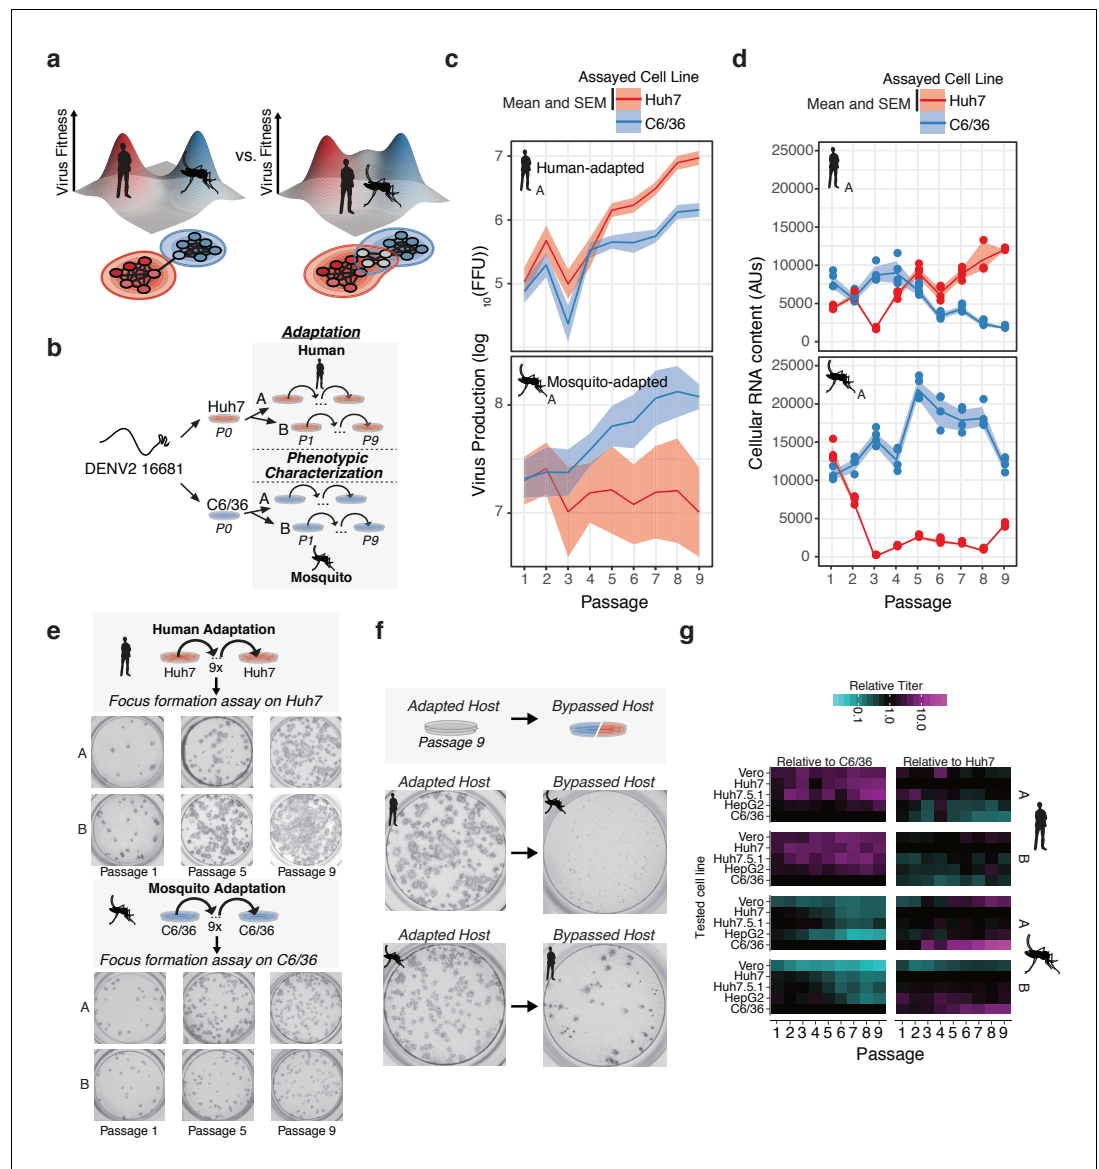 a
Virus Fitness
vs.
Virus Fitness
b
Adaptation
Human
Huh7
P0
A
...
B
...
P1
P9
DENV2 16681
Phenotypic
Characterization
C6/36
P0
A
...
B
...
P1
P9
Mosquito
c
Assayed Cell Line
Mean and SEM
Huh7
C6/36
Virus Production (log10(FFU))
7
6
5
Human-adapted
A
8
7
Mosquito-adapted
A
1 2 3 4 5 6 7 8 9
Passage
d
Assayed Cell Line
Mean and SEM
Huh7
C6/36
Cellular RNA content (AUs)
25000
20000
15000
10000
5000
0
A
25000
20000
15000
10000
5000
0
A
1 2 3 4 5 6 7 8 9
Passage
e
Human Adaptation
...
Huh7 9x Huh7
Focus formation assay on Huh7
A
B
Passage 1 Passage 5 Passage 9
Mosquito Adaptation
...
C6/36 9x C6/36
Focus formation assay on C6/36
A
B
Passage 1 Passage 5 Passage 9
f
Adapted Host Bypassed Host
Passage 9
Adapted Host Bypassed Host
Adapted Host Bypassed Host
g
Relative Titer
0.1 1.0 10.0
Relative to C6/36 Relative to Huh7
Tested cell line
Vero
Huh7
Huh7.5.1
HepG2
C6/36
A
Vero
Huh7
Huh7.5.1
HepG2
C6/36
B
Vero
Huh7
Huh7.5.1
HepG2
C6/36
A
Vero
Huh7
Huh7.5.1
HepG2
C6/36
B
1 2 3 4 5 6 7 8 9 1 2 3 4 5 6 7 8 9
Passage